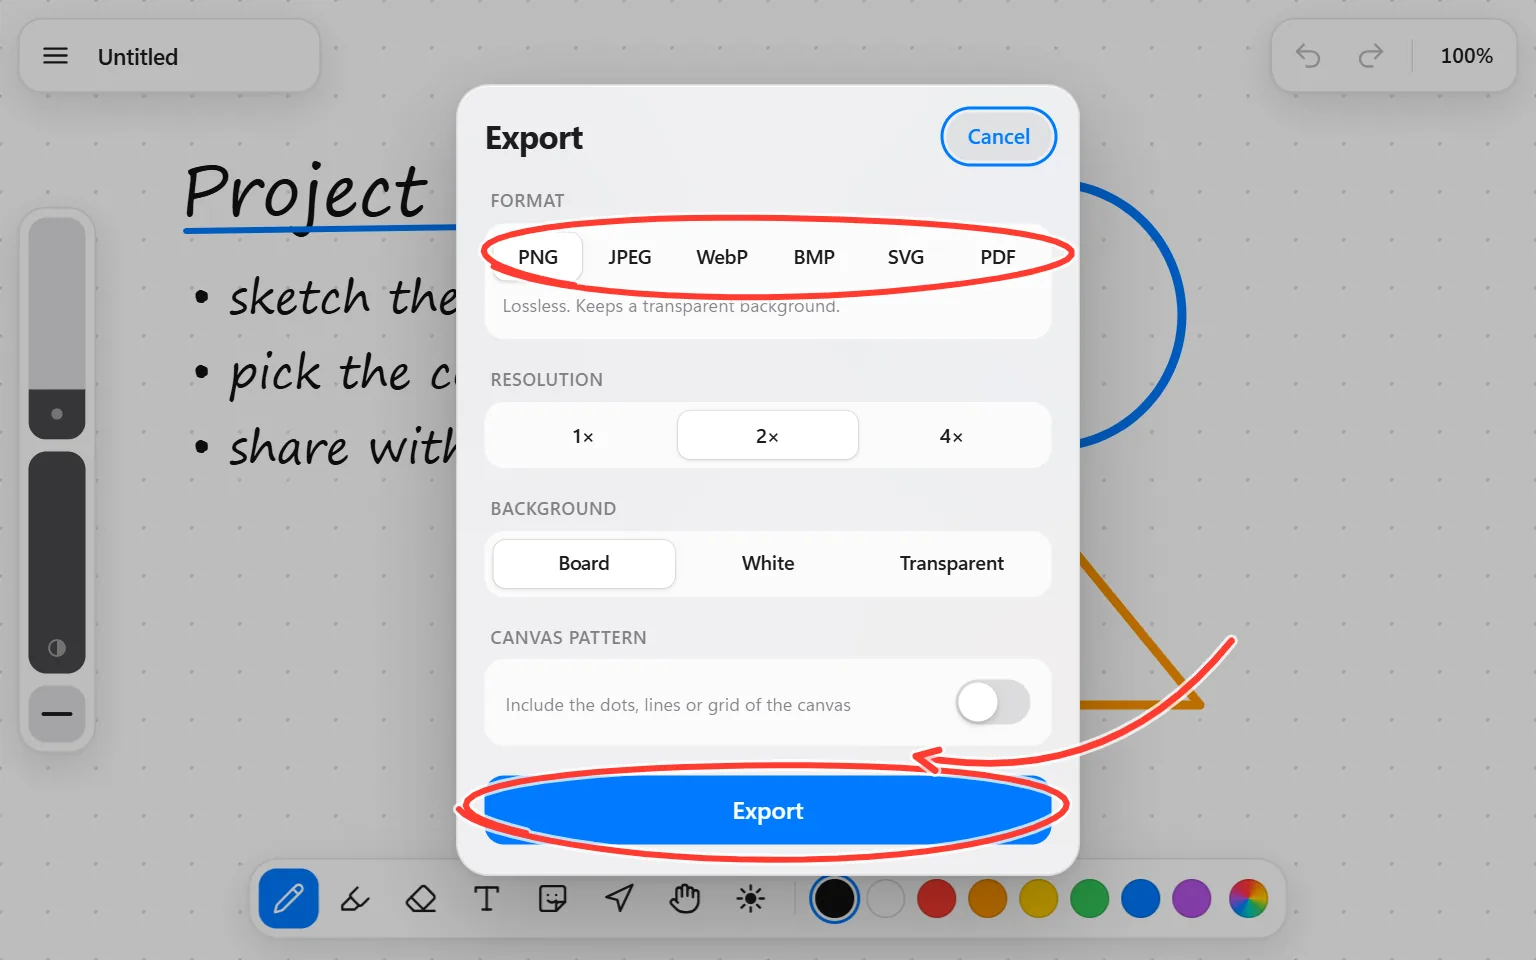 Untitled
100%
Export
Cancel
Project
FORMAT
PNG JPEG WebP BMP SVG PDF
Lossless. Keeps a transparent background.
• sketch the
RESOLUTION
• pick the
1× 2× 4×
• share with
BACKGROUND
Board White Transparent
CANVAS PATTERN
Include the dots, lines or grid of the canvas
Export
T